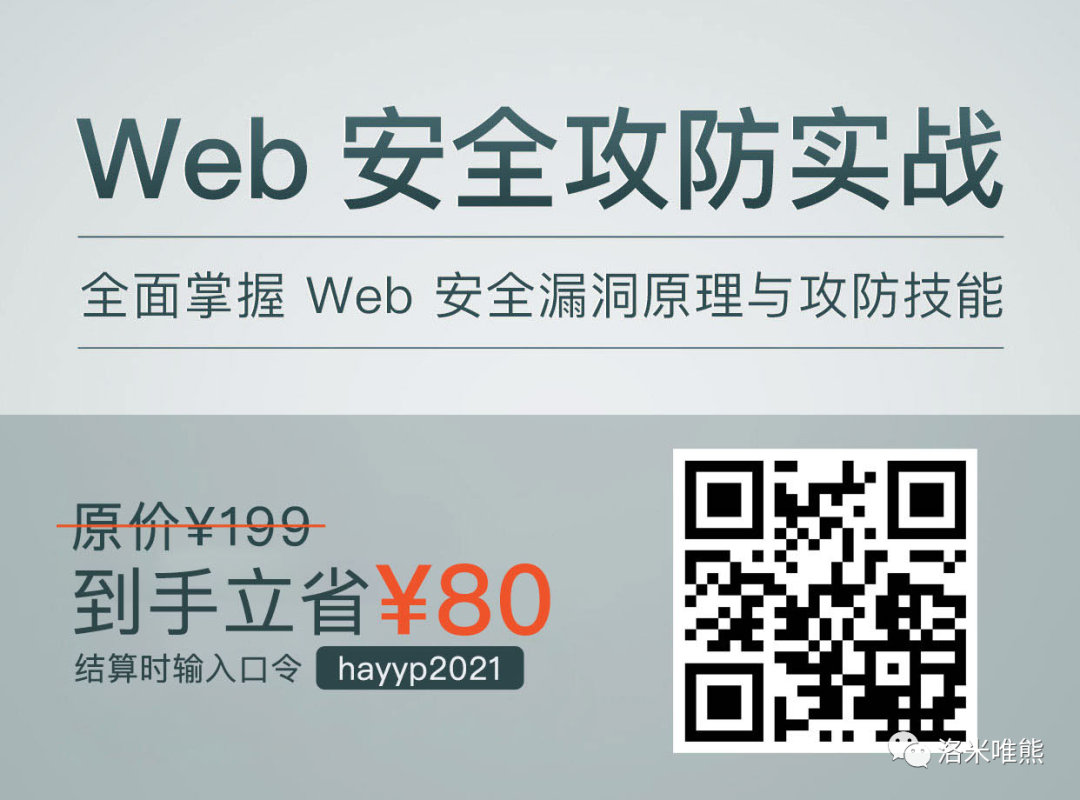 Web 安全攻防实战
全面掌握 Web 安全漏洞原理与攻防技能
原价¥199
到手立省¥80
结算时输入口令 hayyp2021
洛米唯熊